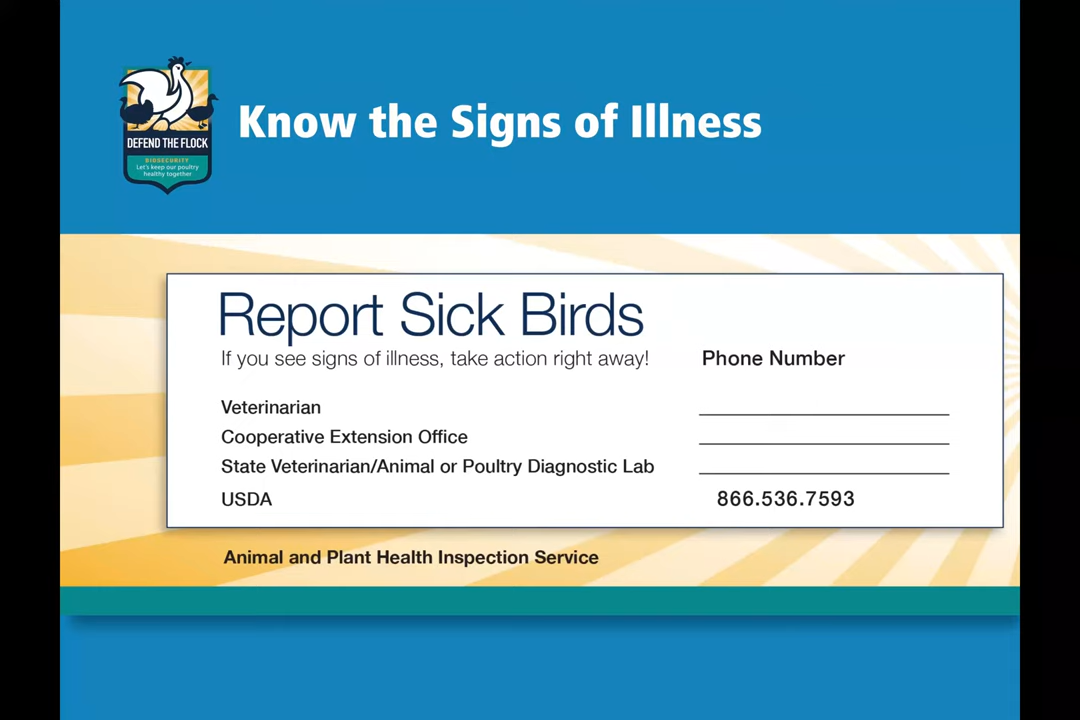 DEFEND THE FLOCK
BIOSECURITY
Let's keep our poultry
healthy together
Know the Signs of Illness
Report Sick Birds
If you see signs of illness, take action right away!
Phone Number
Veterinarian
Cooperative Extension Office
State Veterinarian/Animal or Poultry Diagnostic Lab
USDA 866.536.7593
Animal and Plant Health Inspection Service